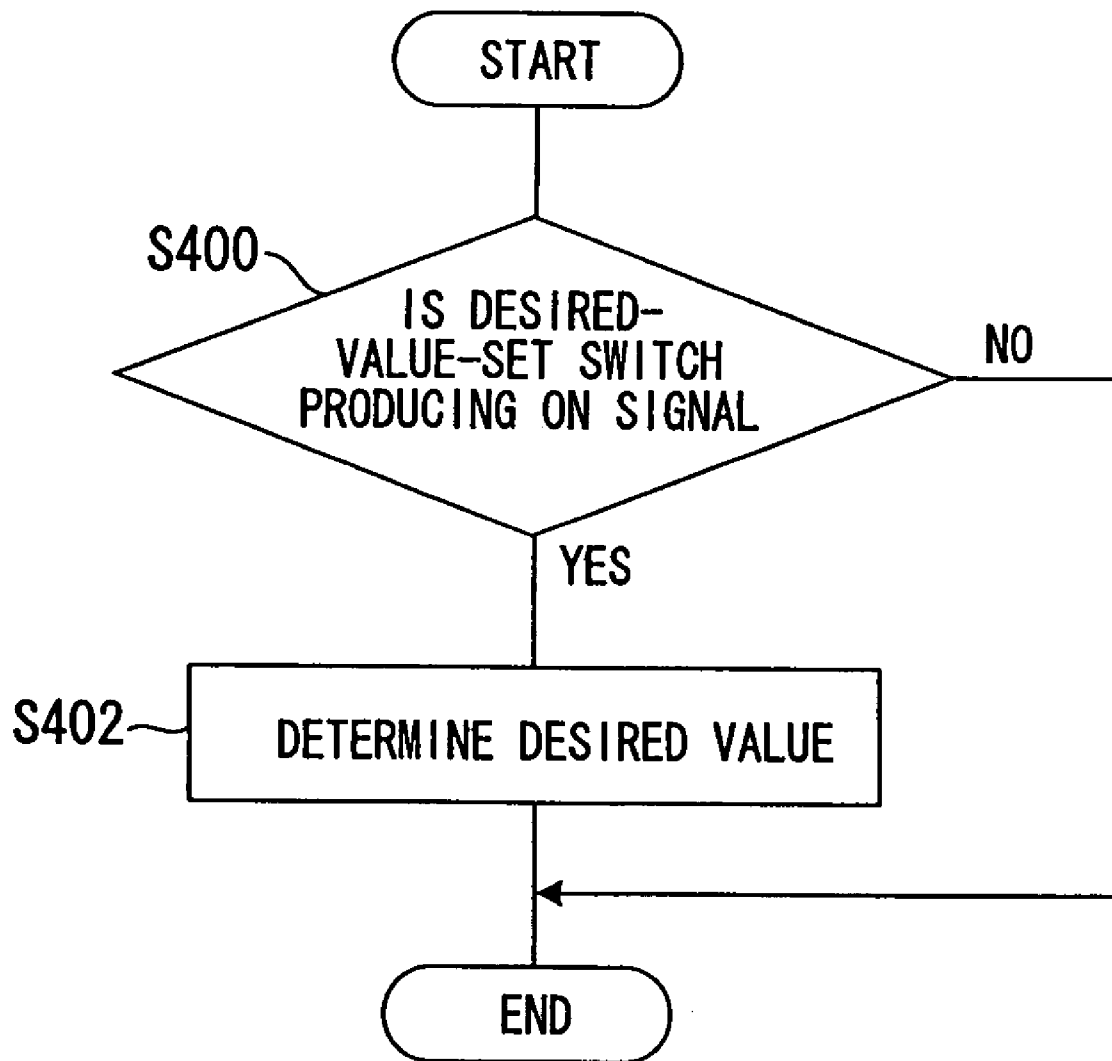 START
S400
IS DESIRED-
VALUE-SET SWITCH
PRODUCING ON SIGNAL
NO
YES
S402
DETERMINE DESIRED VALUE
END